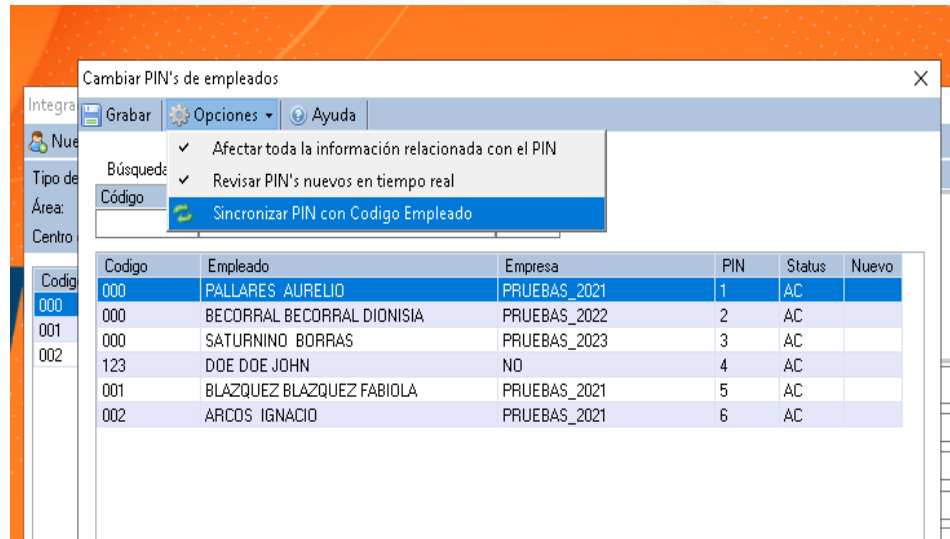 Cambiar PIN's de empleados
Integra
Grabar Opciones Ayuda
Nue
Afectar toda la información relacionada con el PIN
Búsqueda
Tipo de
Revisar PIN's nuevos en tiempo real
Código
Área:
Sincronizar PIN con Codigo Empleado
Centro
Codigo Empleado Empresa PIN Status Nuevo
Codig
000 PALLARES AURELIO PRUEBAS_2021 1 AC
000
000 BECORRAL BECORRAL DIONISIA PRUEBAS_2022 2 AC
001
000 SATURNINO BORRAS PRUEBAS_2023 3 AC
002
123 DOE DOE JOHN NO 4 AC
001 BLAZQUEZ BLAZQUEZ FABIOLA PRUEBAS_2021 5 AC
002 ARCOS IGNACIO PRUEBAS_2021 6 AC